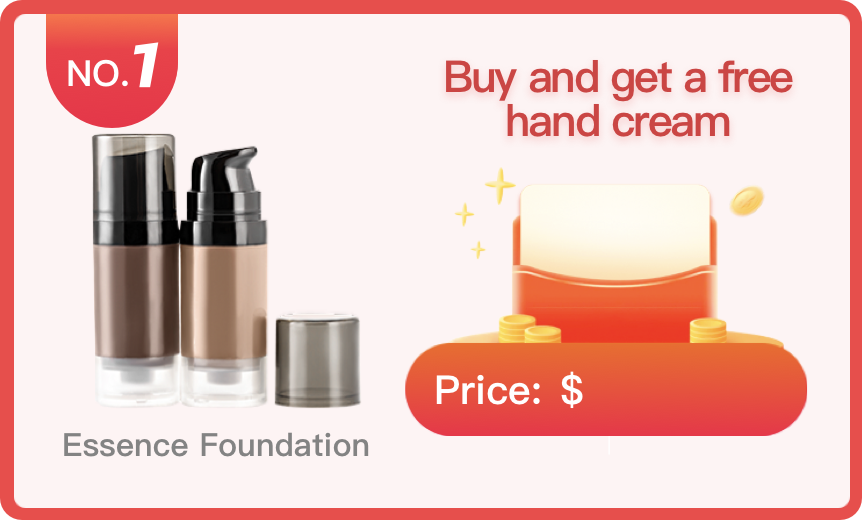 NO.1
Buy and get a free
hand cream
Price: $
Essence Foundation